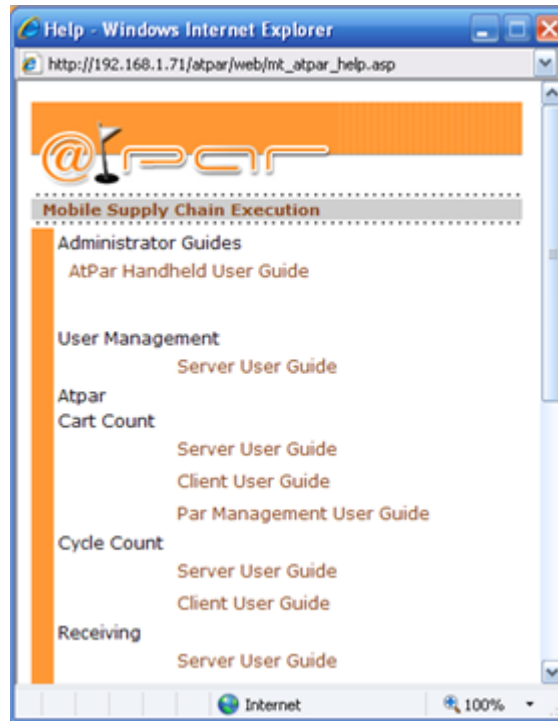 Help - Windows Internet Explorer
http://192.168.1.71/atpar/web/mt_atpar_help.asp
@par
Mobile Supply Chain Execution
Administrator Guides
AtPar Handheld User Guide
User Management
Server User Guide
Atpar
Cart Count
Server User Guide
Client User Guide
Par Management User Guide
Cycle Count
Server User Guide
Client User Guide
Receiving
Server User Guide
Internet 100%